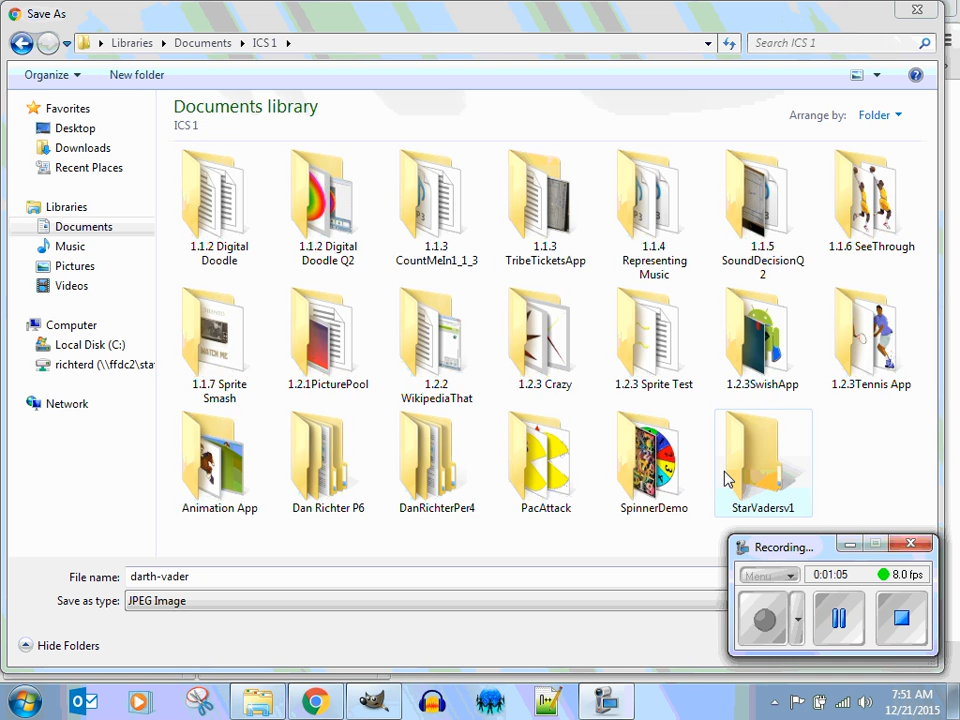 Save As
Libraries Documents ICS 1
Search ICS 1
Organize
New folder
Documents library
ICS 1
Arrange by: Folder
Favorites
Desktop
Downloads
Recent Places
Libraries
Documents
Music
Pictures
Videos
Computer
Local Disk (C:)
richterd (\\ffdc2\sta
Network
1.1.2 Digital Doodle
1.1.2 Digital Doodle Q2
1.1.3 CountMeIn1_1_3
1.1.3 TribeTicketsApp
1.1.4 Representing Music
1.1.5 SoundDecisionQ2
1.1.6 SeeThrough
1.1.7 Sprite Smash
1.2.1PicturePool
1.2.2 WikipediaThat
1.2.3 Crazy
1.2.3 Sprite Test
1.2.3SwishApp
1.2.3Tennis App
Animation App
Dan Richter P6
DanRichterPer4
PacAttack
SpinnerDemo
StarVadersv1
File name: darth-vader
Save as type: JPEG Image
Hide Folders
Recording...
Menu
0:01:05
8.0 fps
7:51 AM
12/21/2015